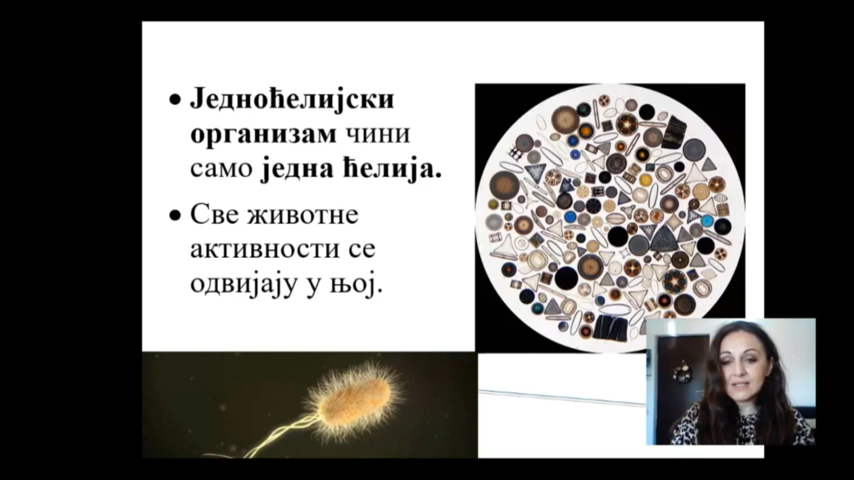 • Једноћелијски
организам чини
само једна ћелија.
• Све животне
активности се
одвијају у њој.